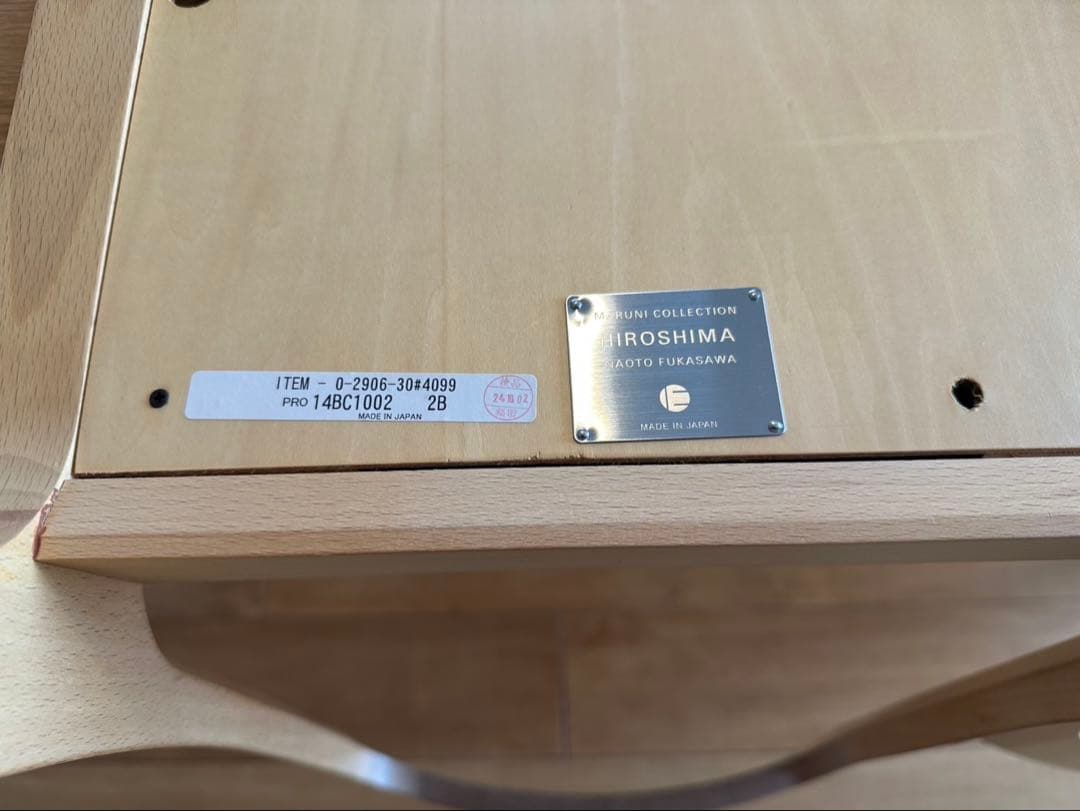 ITEM - 0-2906-30#4099
PRO 14BC1002 2B
MADE IN JAPAN
MARUNI COLLECTION
HIROSHIMA
NAOTO FUKASAWA
MADE IN JAPAN